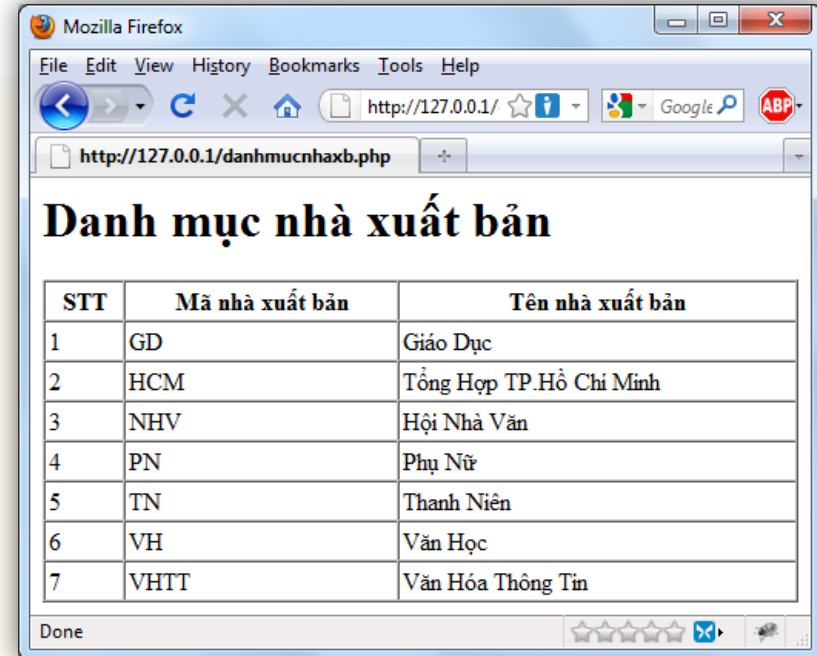 Mozilla Firefox
File Edit View History Bookmarks Tools Help
http://127.0.0.1/ Google ABP
http://127.0.0.1/danhmucnhaxb.php
Danh mục nhà xuất bản
STT Mã nhà xuất bản Tên nhà xuất bản
1 GD Giáo Dục
2 HCM Tổng Hợp TP.Hồ Chí Minh
3 NHV Hội Nhà Văn
4 PN Phụ Nữ
5 TN Thanh Niên
6 VH Văn Học
7 VHTT Văn Hóa Thông Tin
Done